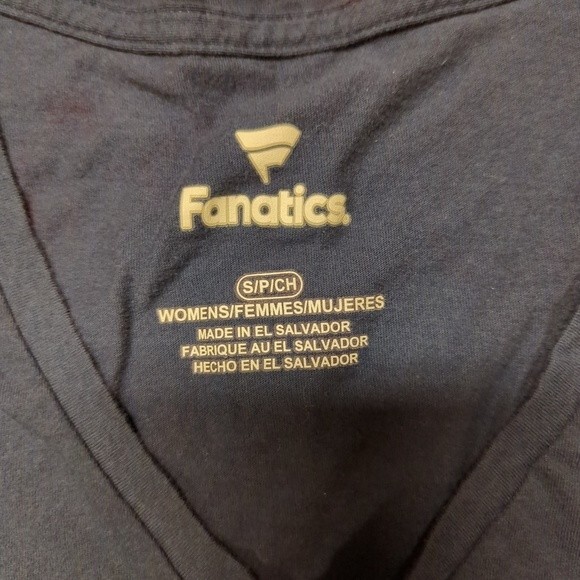 Fanatics.
S/P/CH
WOMENS/FEMMES/MUJERES
MADE IN EL SALVADOR
FABRIQUE AU EL SALVADOR
HECHO EN EL SALVADOR